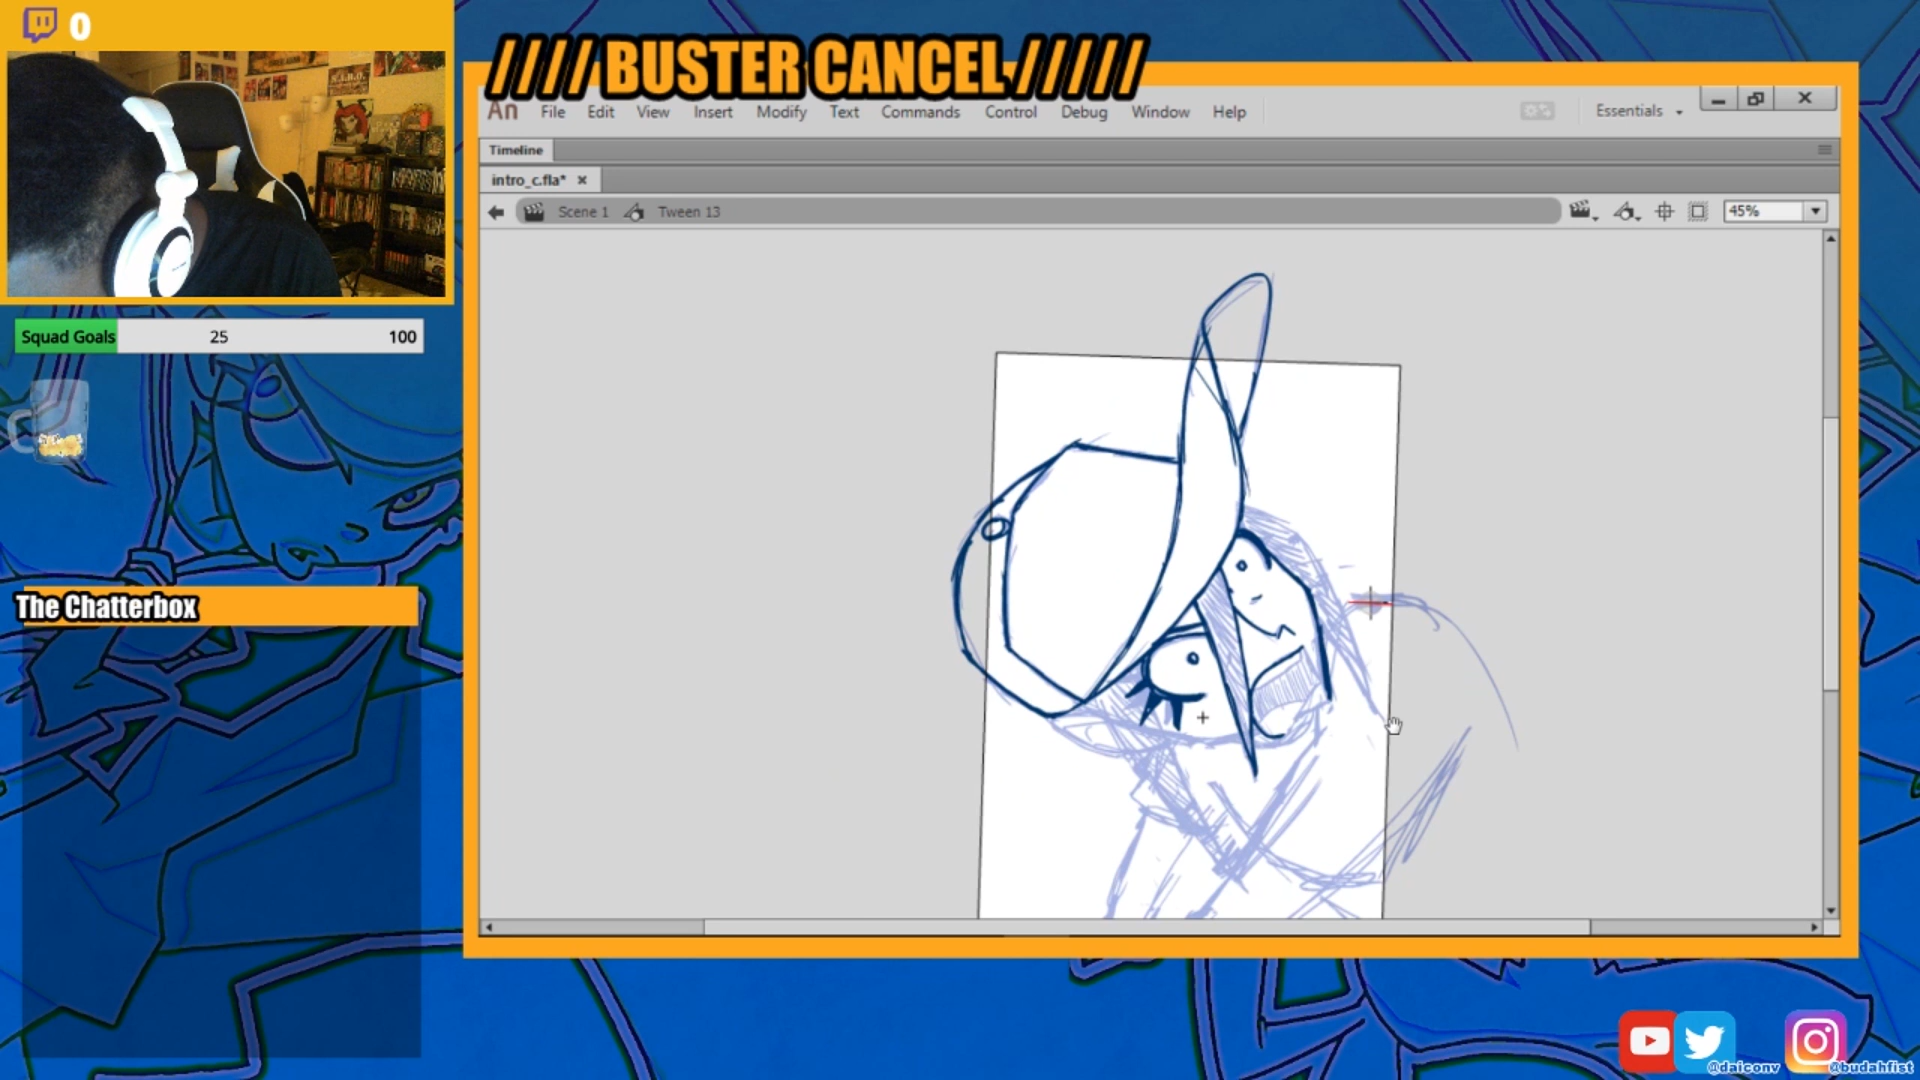 0
//// BUSTER CANCEL /////
An File Edit View Insert Modify Text Commands Control Debug Window Help Essentials
Timeline
intro_c.fla*
Scene 1 Tween 13 45%
Squad Goals 25 100
The Chatterbox
@daiconv @budahfist